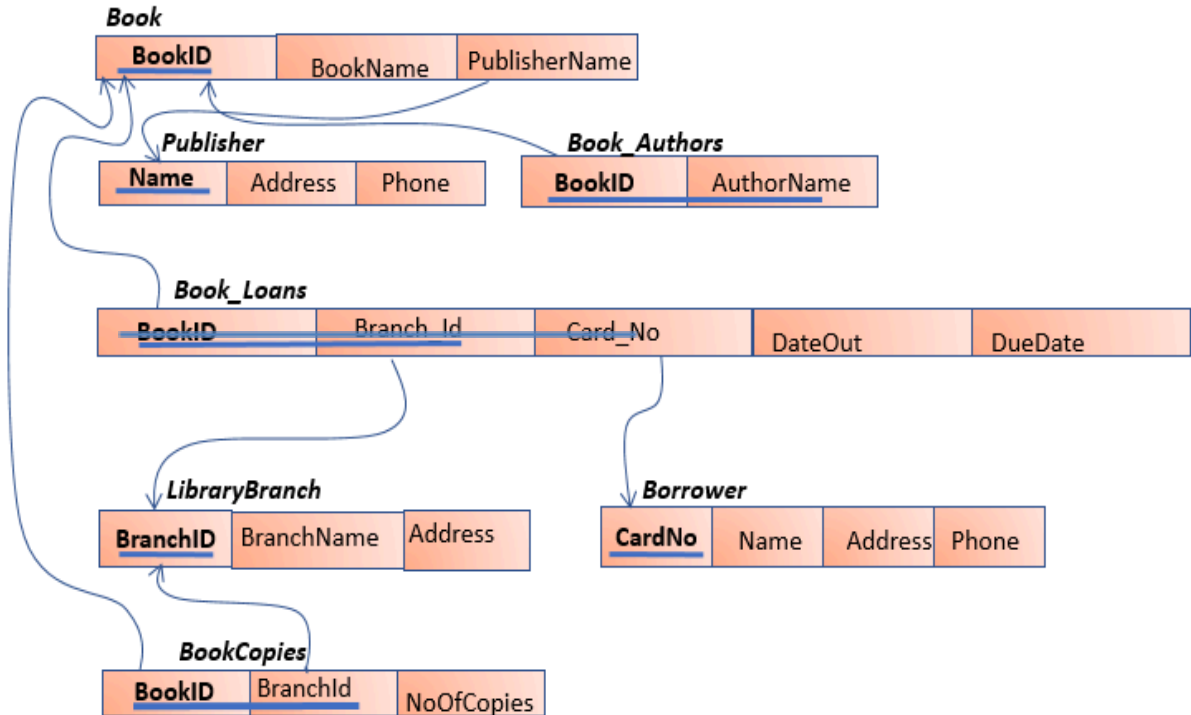 Book
BookID BookName PublisherName
Publisher
Name Address Phone
Book_Authors
BookID AuthorName
Book_Loans
BookID Branch_Id Card_No DateOut DueDate
LibraryBranch
BranchID BranchName Address
Borrower
CardNo Name Address Phone
BookCopies
BookID BranchId NoOfCopies